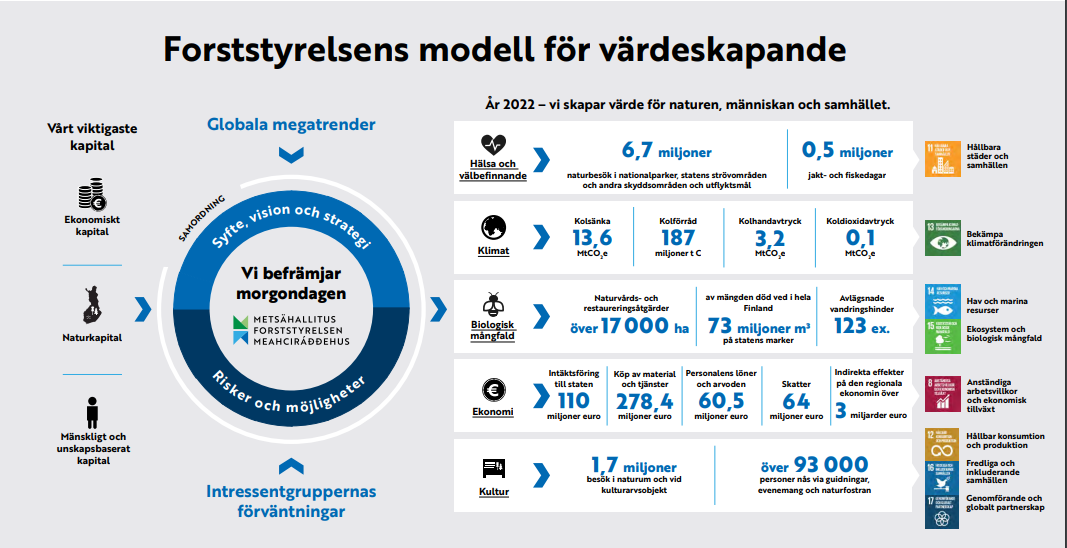 Forststyrelsens modell för värdeskapande
År 2022 – vi skapar värde för naturen, människan och samhället.
Vårt viktigaste
kapital
Ekonomiskt
kapital
Naturkapital
Mänskligt och
unskapsbaserat
kapital
Globala megatrender
SAMORDNING
Syfte, vision och strategi
Vi befrämjar
morgondagen
METSÄHALLITUS
FORSTSTYRELSEN
MEAHCIRÁĐĐEHUS
Risker och möjligheter
Intressentgruppernas
förväntningar
Hälsa och
välbefinnande
6,7 miljoner
naturbesök i nationalparker, statens strövområden
och andra skyddsområden och utflyktsmål
0,5 miljoner
jakt- och fiskedagar
11
Hållbara
städer och
samhällen
Klimat
Kolsänka
13,6
MtCO₂e
Kolförråd
187
miljoner t C
Kolhandavtryck
3,2
MtCO₂e
Koldioxidavtryck
0,1
MtCO₂e
13
Bekämpa
klimatförändringen
Biologisk
mångfald
Naturvårds- och
restaureringsåtgärder
över 17 000 ha
av mängden död ved i hela
Finland
73 miljoner m³
på statens marker
Avlägsnade
vandringshinder
123 ex.
14
Hav och marina
resurser
15
Ekosystem och
biologisk mångfald
Ekonomi
Intäktsföring
till staten
110
miljoner euro
Köp av material
och tjänster
278,4
miljoner euro
Personalens löner
och arvoden
60,5
miljoner euro
Skatter
64
miljoner euro
Indirekta effekter
på den regionala
ekonomin över
3 miljarder euro
8
Anständiga
arbetsvillkor
och ekonomisk
tillväxt
Kultur
1,7 miljoner
besök i naturum och vid
kulturarvsobjekt
över 93 000
personer nås via guidningar,
evenemang och naturfostran
12
Hållbar konsumtion
och produktion
16
Fredliga och
inkluderande
samhällen
17
Genomförande och
globalt partnerskap